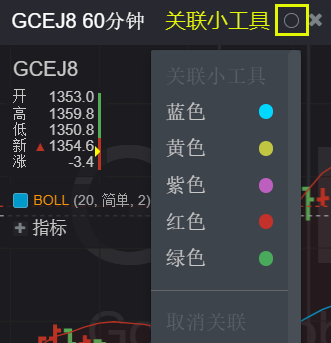 GCEJ8 60分钟 关联小工具
GCEJ8
开 1353.0
高 1359.8
低 1350.8
新 ▲1354.6
涨 -3.4
BOLL (20, 简单, 2)
指标
关联小工具
蓝色
黄色
紫色
红色
绿色
取消关联